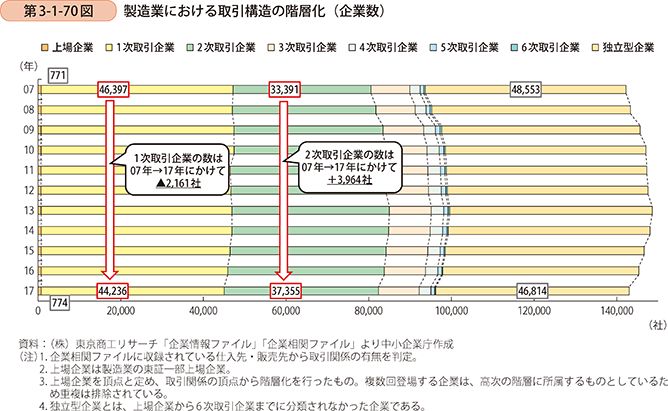 第3-1-70図 製造業における取引構造の階層化（企業数）
上場企業 1次取引企業 2次取引企業 3次取引企業 4次取引企業 5次取引企業 6次取引企業 独立型企業
(年)
771
07 46,397 33,391 48,553
08
09
10
11
12
13
14
15
16
17 44,236 37,355 46,814
1次取引企業の数は
07年→17年にかけて
▲2,161社
2次取引企業の数は
07年→17年にかけて
＋3,964社
774
0 20,000 40,000 60,000 80,000 100,000 120,000 140,000
(社)
資料：（株）東京商工リサーチ「企業情報ファイル」「企業相関ファイル」より中小企業庁作成
（注）1. 企業相関ファイルに収録されている仕入先・販売先から取引関係の有無を判定。
2. 上場企業は製造業の東証一部上場企業。
3. 上場企業を頂点と定め、取引関係の頂点から階層化を行ったもの。複数回登場する企業は、高次の階層に所属するものとしているた
め重複は排除されている。
4. 独立型企業とは、上場企業から6次取引企業までに分類されなかった企業である。